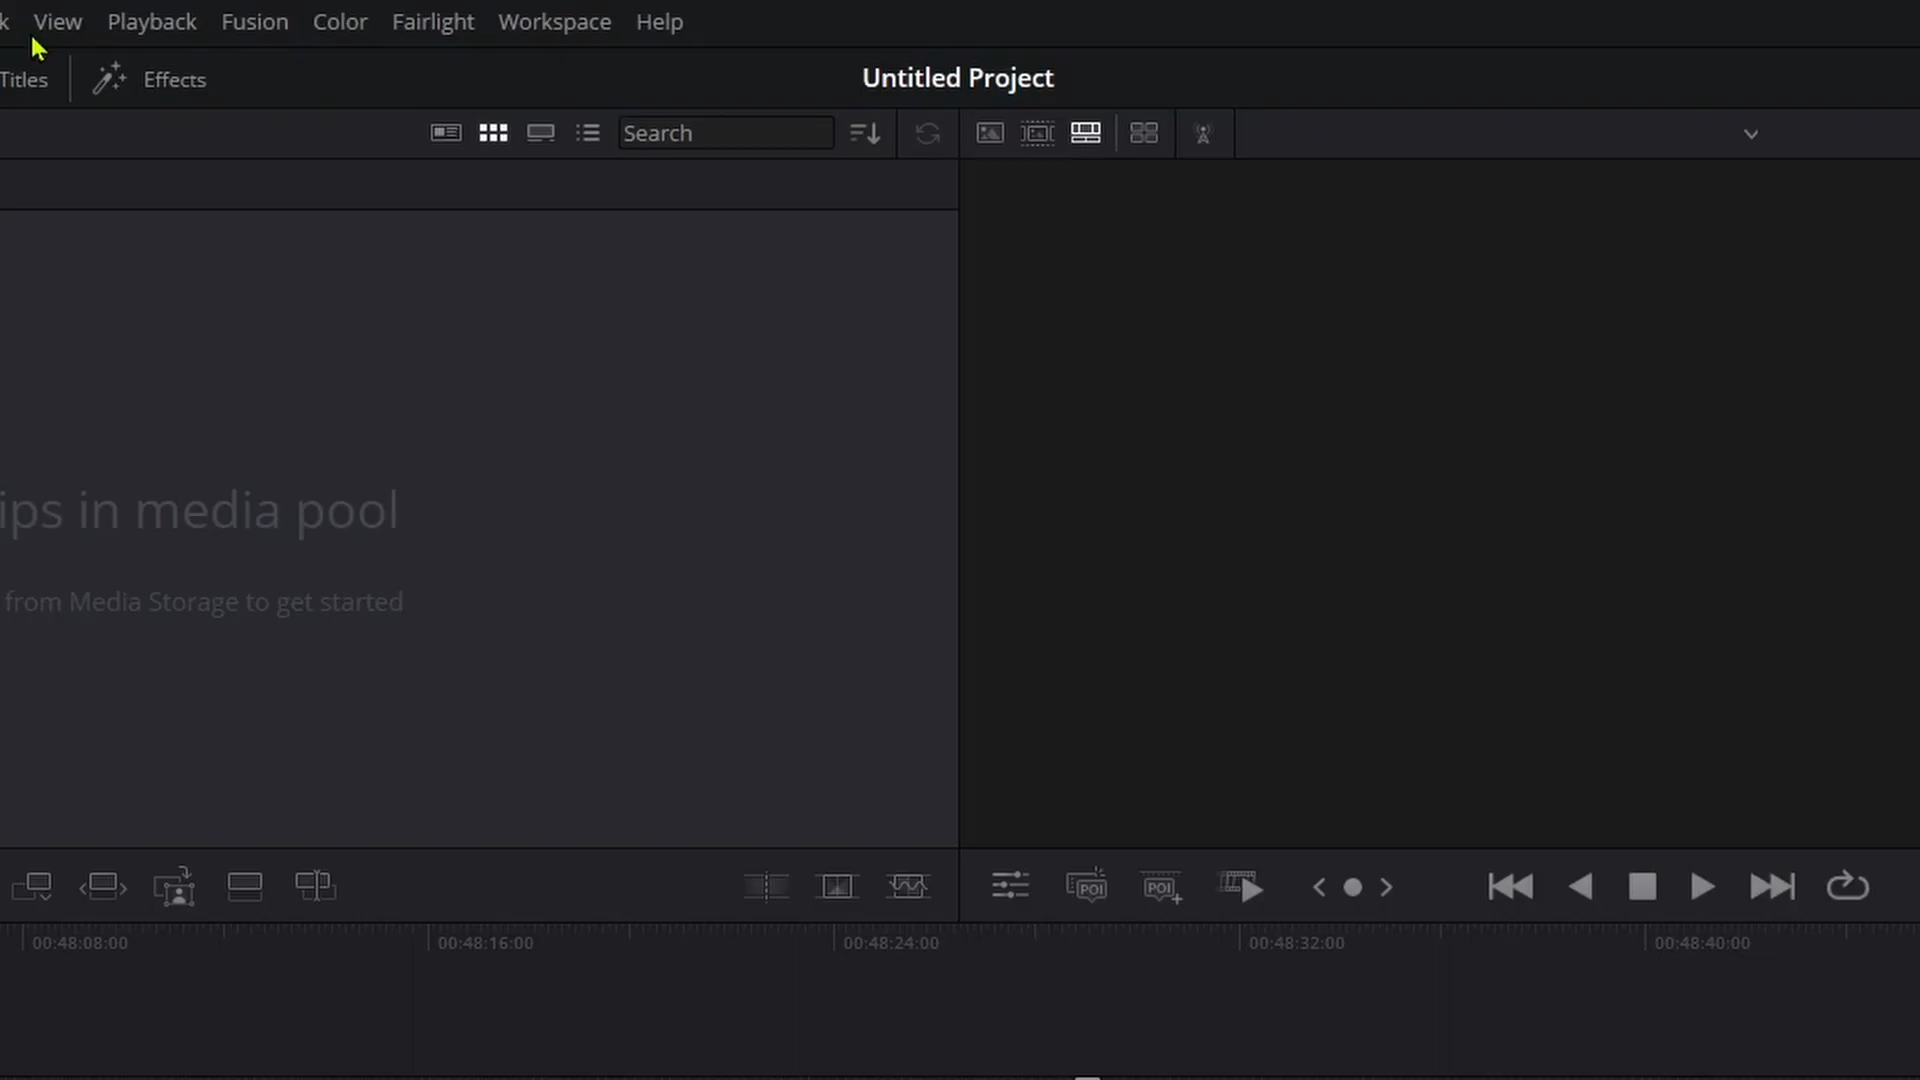 k View Playback Fusion Color Fairlight Workspace Help
Titles Effects Untitled Project
Search
ips in media pool
from Media Storage to get started
POI POI
00:48:08:00 00:48:16:00 00:48:24:00 00:48:32:00 00:48:40:00